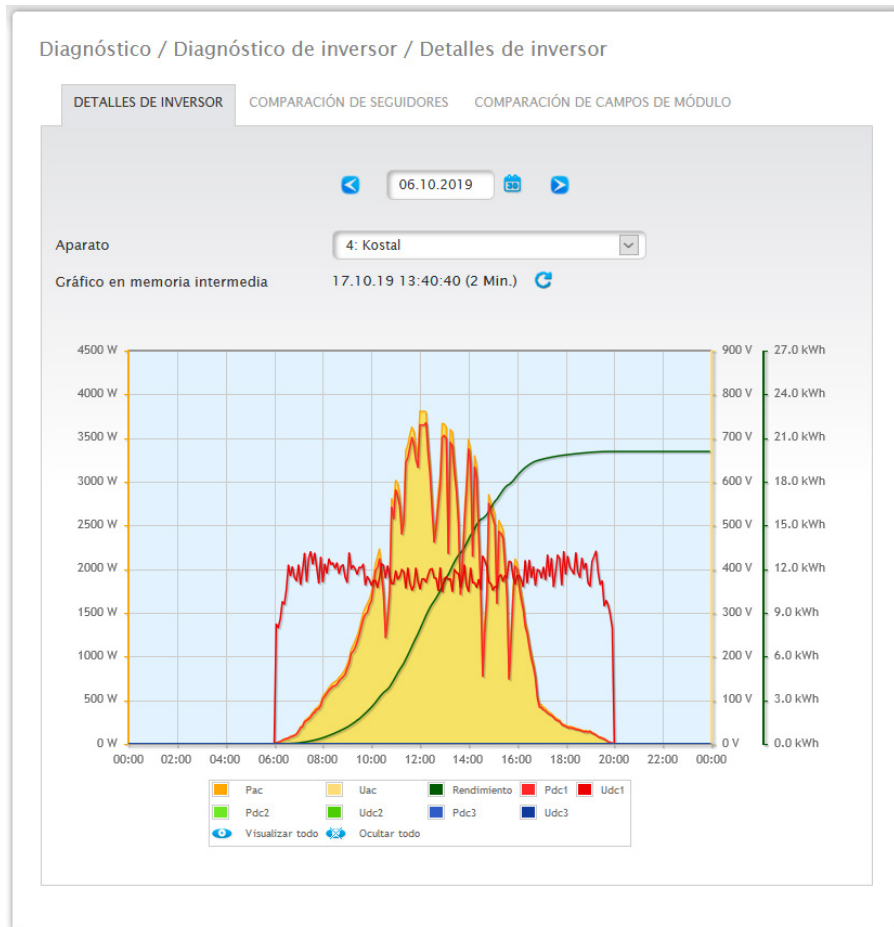 Diagnóstico / Diagnóstico de inversor / Detalles de inversor
DETALLES DE INVERSOR COMPARACIÓN DE SEGUIDORES COMPARACIÓN DE CAMPOS DE MÓDULO
06.10.2019 30
Aparato 4: Kostal
Gráfico en memoria intermedia 17.10.19 13:40:40 (2 Min.)
4500 W 900 V 27.0 kWh
4000 W 800 V 24.0 kWh
3500 W 700 V 21.0 kWh
3000 W 600 V 18.0 kWh
2500 W 500 V 15.0 kWh
2000 W 400 V 12.0 kWh
1500 W 300 V 9.0 kWh
1000 W 200 V 6.0 kWh
500 W 100 V 3.0 kWh
0 W 0 V 0.0 kWh
00:00 02:00 04:00 06:00 08:00 10:00 12:00 14:00 16:00 18:00 20:00 22:00 00:00
Pac Uac Rendimiento Pdc1 Udc1
Pdc2 Udc2 Pdc3 Udc3
Visualizar todo Ocultar todo